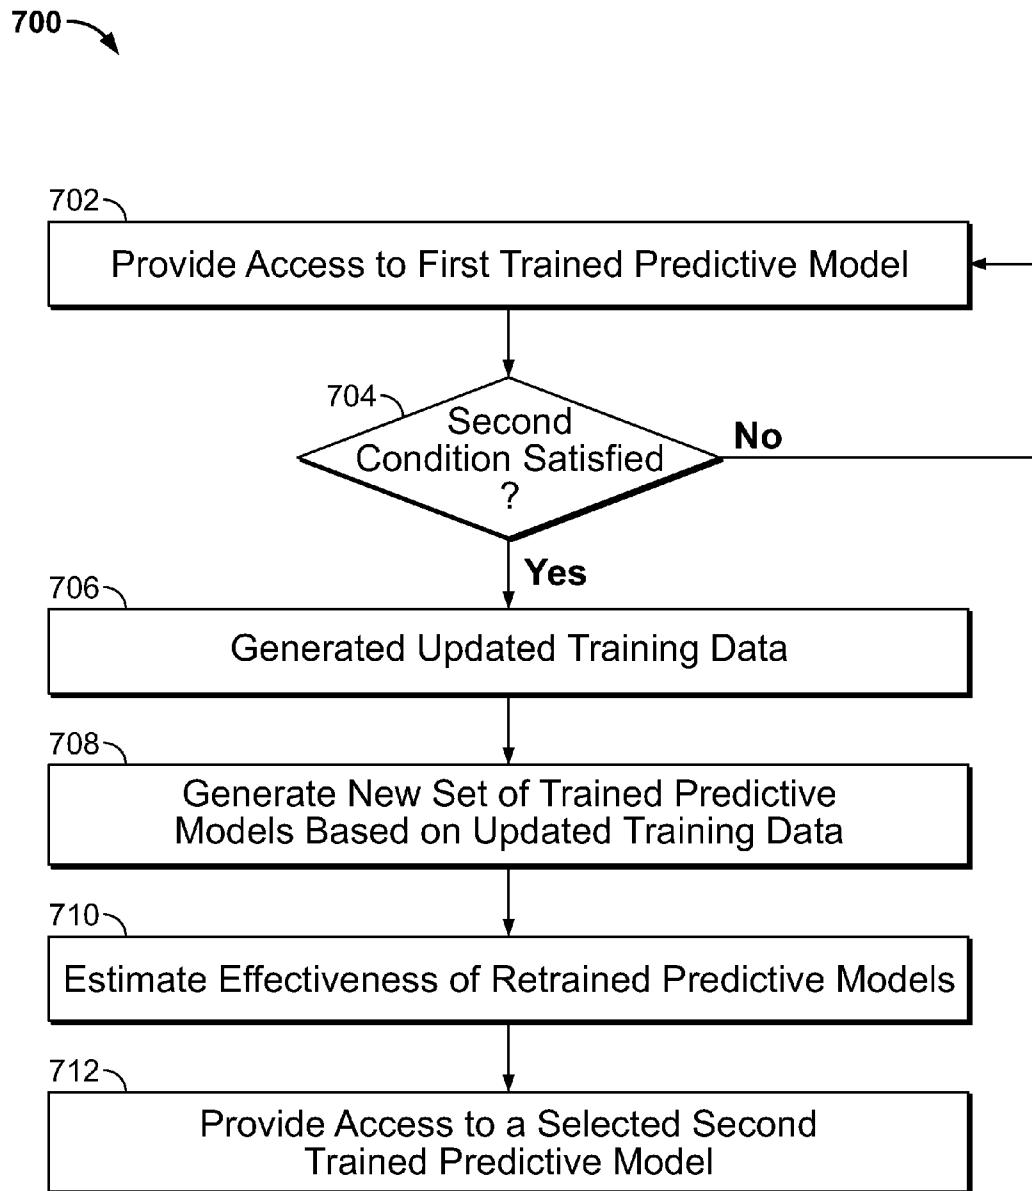 700
702
Provide Access to First Trained Predictive Model
704
Second
Condition Satisfied
?
No
Yes
706
Generated Updated Training Data
708
Generate New Set of Trained Predictive
Models Based on Updated Training Data
710
Estimate Effectiveness of Retrained Predictive Models
712
Provide Access to a Selected Second
Trained Predictive Model